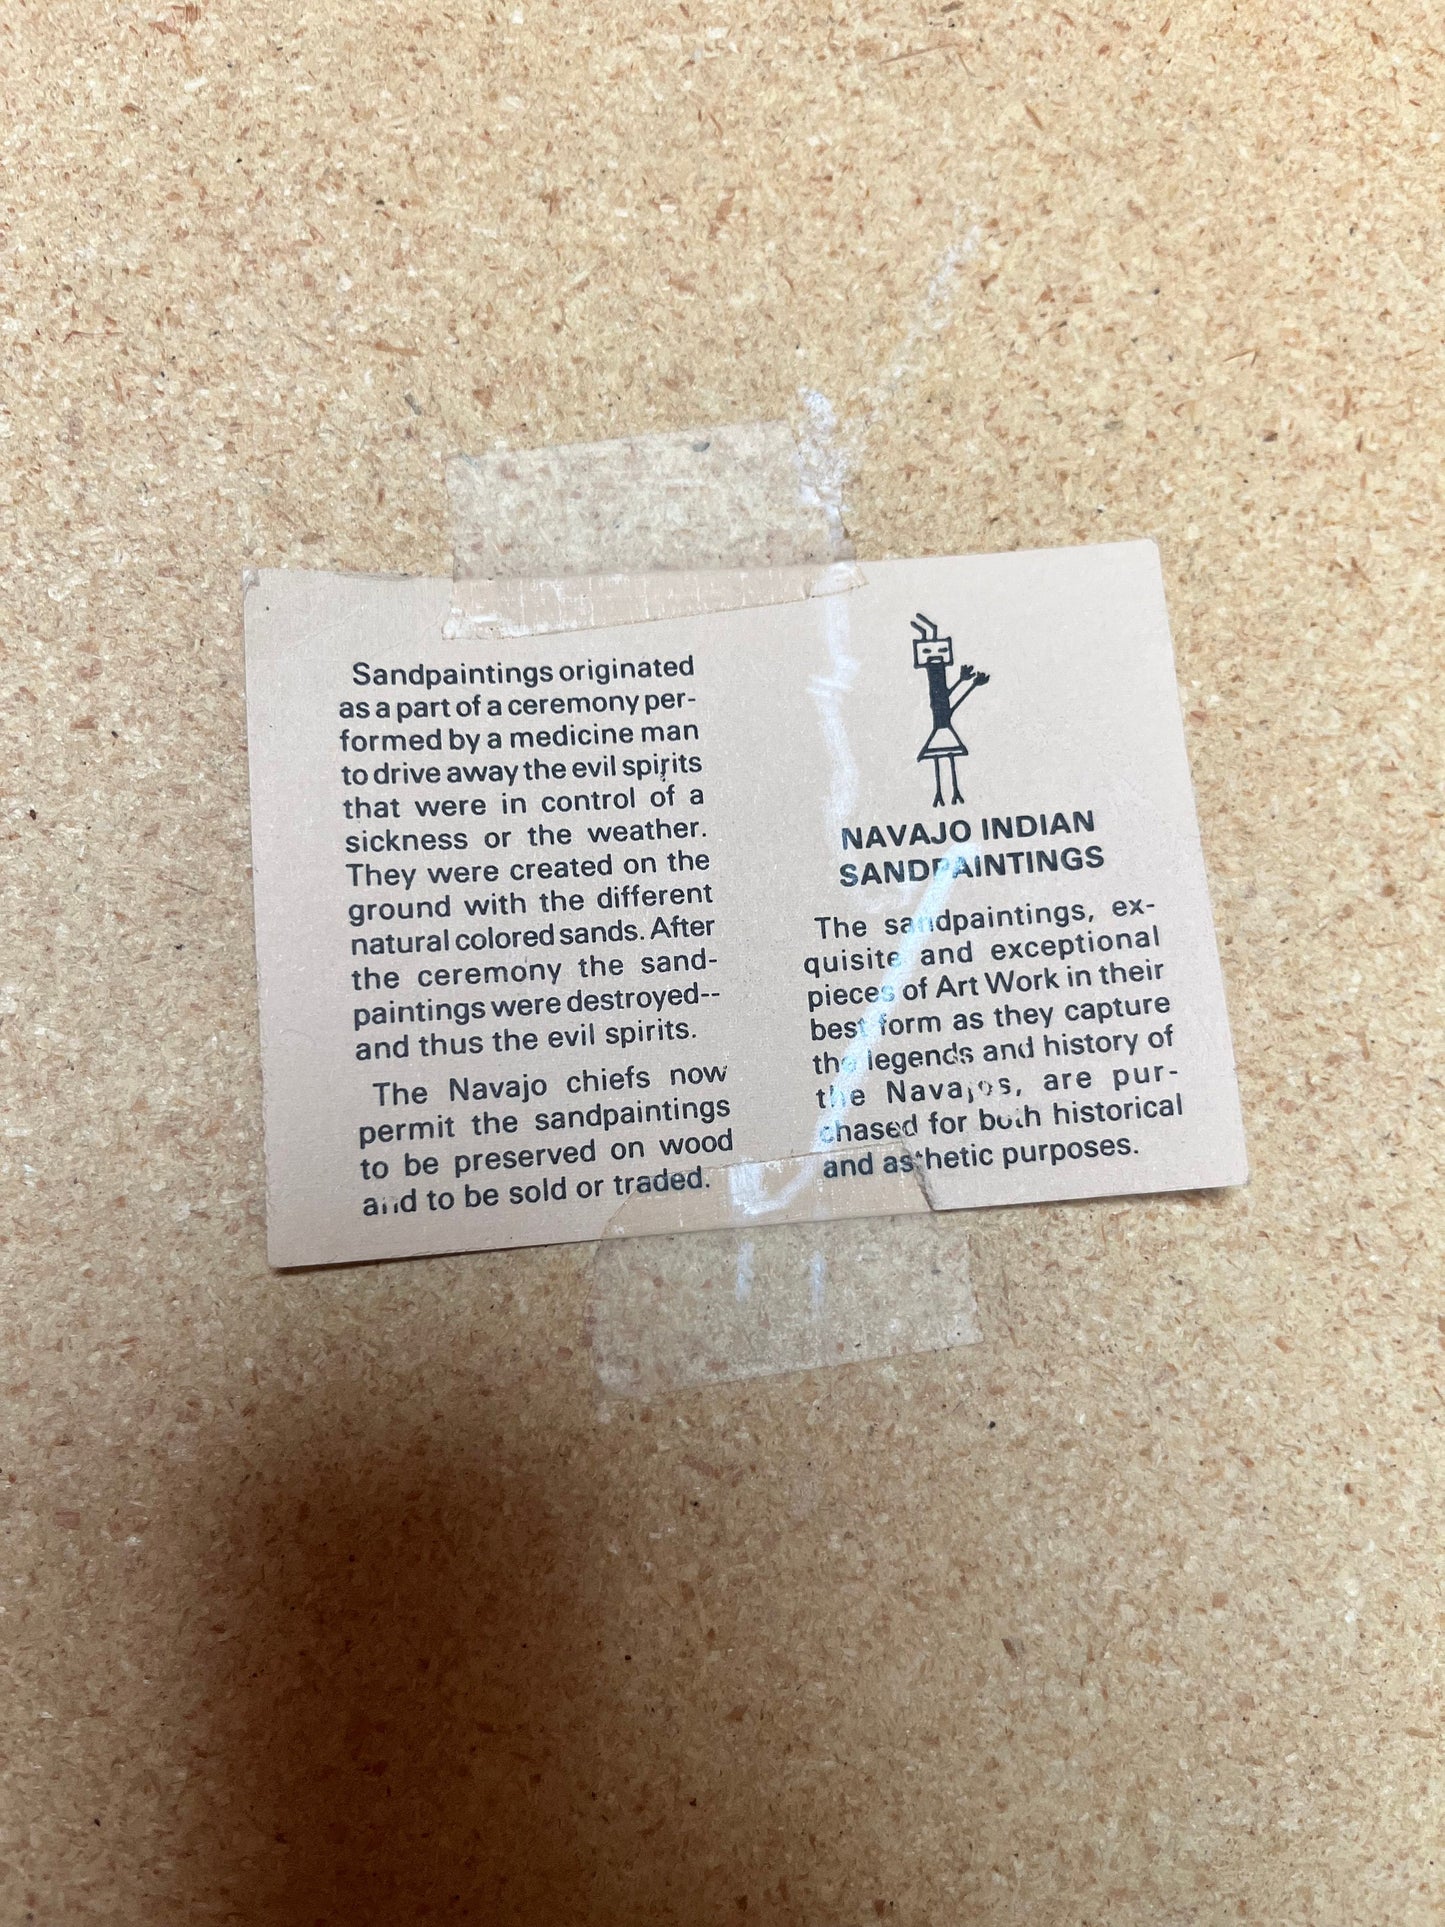 Sandpaintings originated
as a part of a ceremony per-
formed by a medicine man
to drive away the evil spirits
that were in control of a
sickness or the weather.
They were created on the
ground with the different
natural colored sands. After
the ceremony the sand-
paintings were destroyed--
and thus the evil spirits.
The Navajo chiefs now
permit the sandpaintings
to be preserved on wood
and to be sold or traded.
NAVAJO INDIAN
SANDPAINTINGS
The sandpaintings, ex-
quisite and exceptional
pieces of Art Work in their
best form as they capture
the legends and history of
the Navajos, are pur-
chased for both historical
and asthetic purposes.